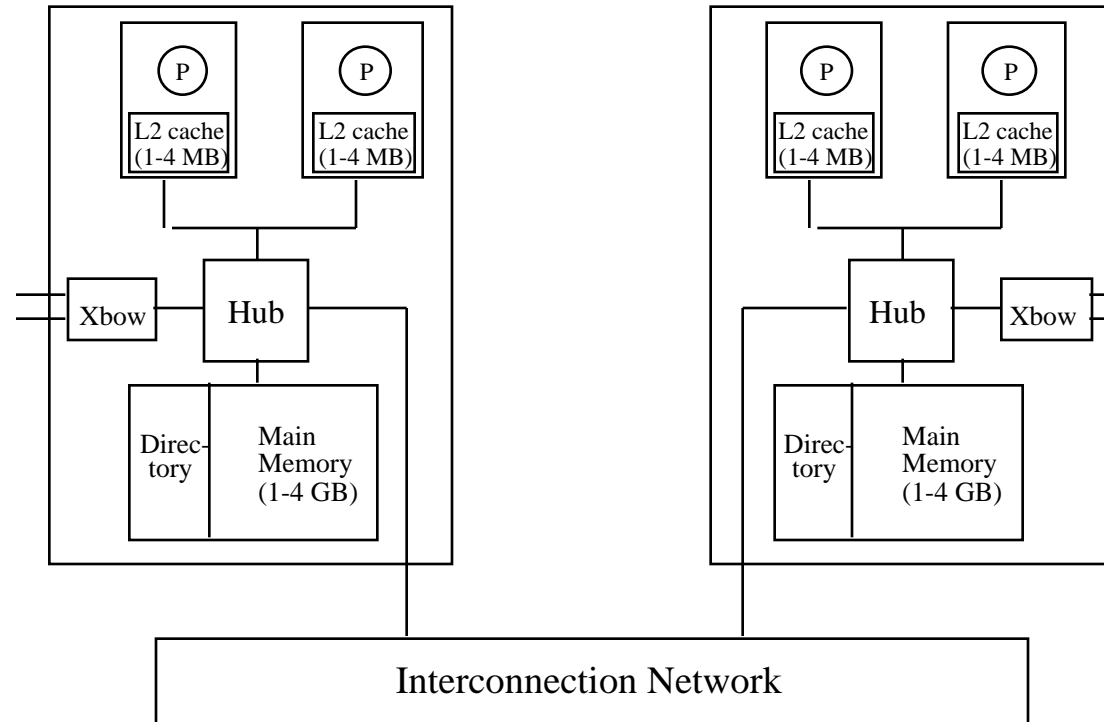 P
P
L2 cache
(1-4 MB)
L2 cache
(1-4 MB)
Xbow
Hub
Direc-
tory
Main
Memory
(1-4 GB)
P
P
L2 cache
(1-4 MB)
L2 cache
(1-4 MB)
Hub
Xbow
Direc-
tory
Main
Memory
(1-4 GB)
Interconnection Network